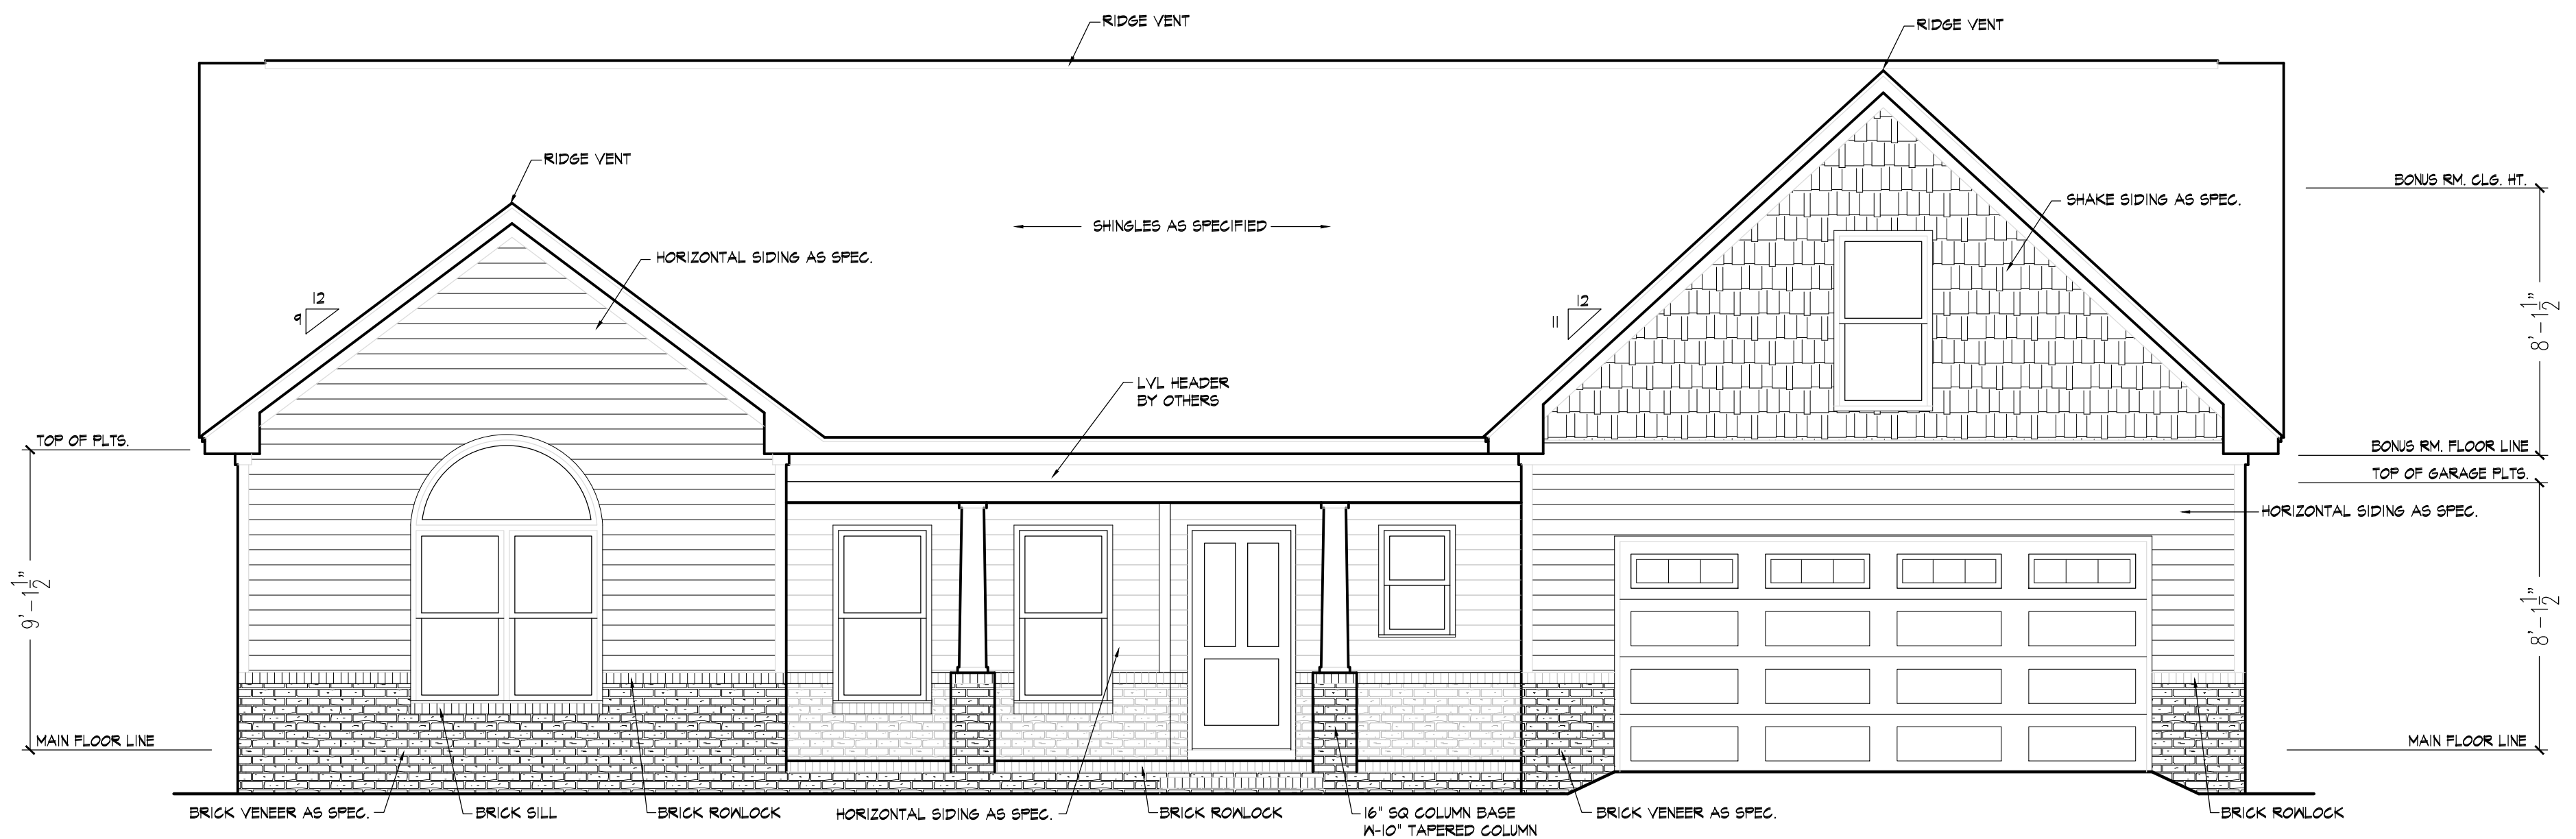 RIDGE VENT
RIDGE VENT
RIDGE VENT
BONUS RM. CLG. HT.
SHAKE SIDING AS SPEC.
SHINGLES AS SPECIFIED
HORIZONTAL SIDING AS SPEC.
12
9
12
11
8'-1 1/2"
LVL HEADER
BY OTHERS
TOP OF PLTS.
BONUS RM. FLOOR LINE
TOP OF GARAGE PLTS.
HORIZONTAL SIDING AS SPEC.
9'-1 1/2"
8'-1 1/2"
MAIN FLOOR LINE
MAIN FLOOR LINE
BRICK VENEER AS SPEC.
BRICK SILL
BRICK ROWLOCK
HORIZONTAL SIDING AS SPEC.
BRICK ROWLOCK
16" SQ COLUMN BASE
W-10" TAPERED COLUMN
BRICK VENEER AS SPEC.
BRICK ROWLOCK